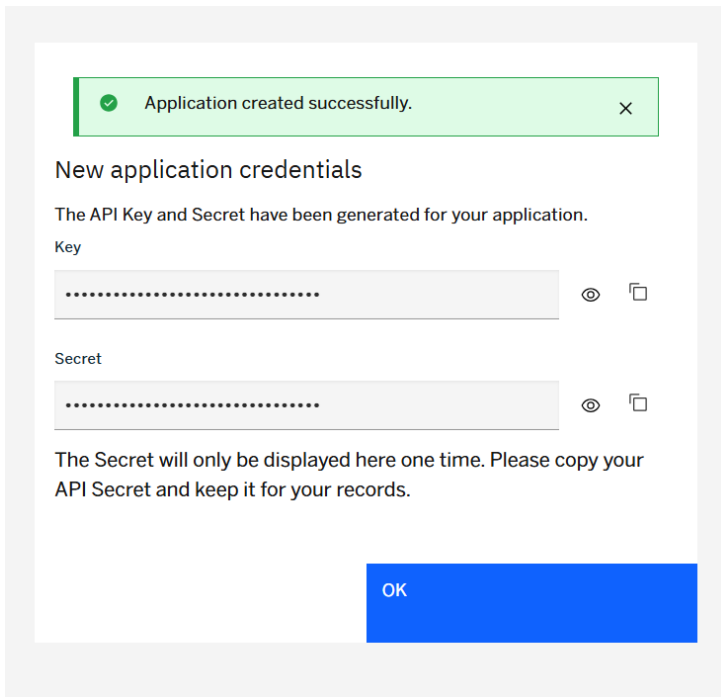 Application created successfully.
New application credentials
The API Key and Secret have been generated for your application.
Key
••••••••••••••••••••••••••••••••
Secret
••••••••••••••••••••••••••••••••
The Secret will only be displayed here one time. Please copy your
API Secret and keep it for your records.
OK